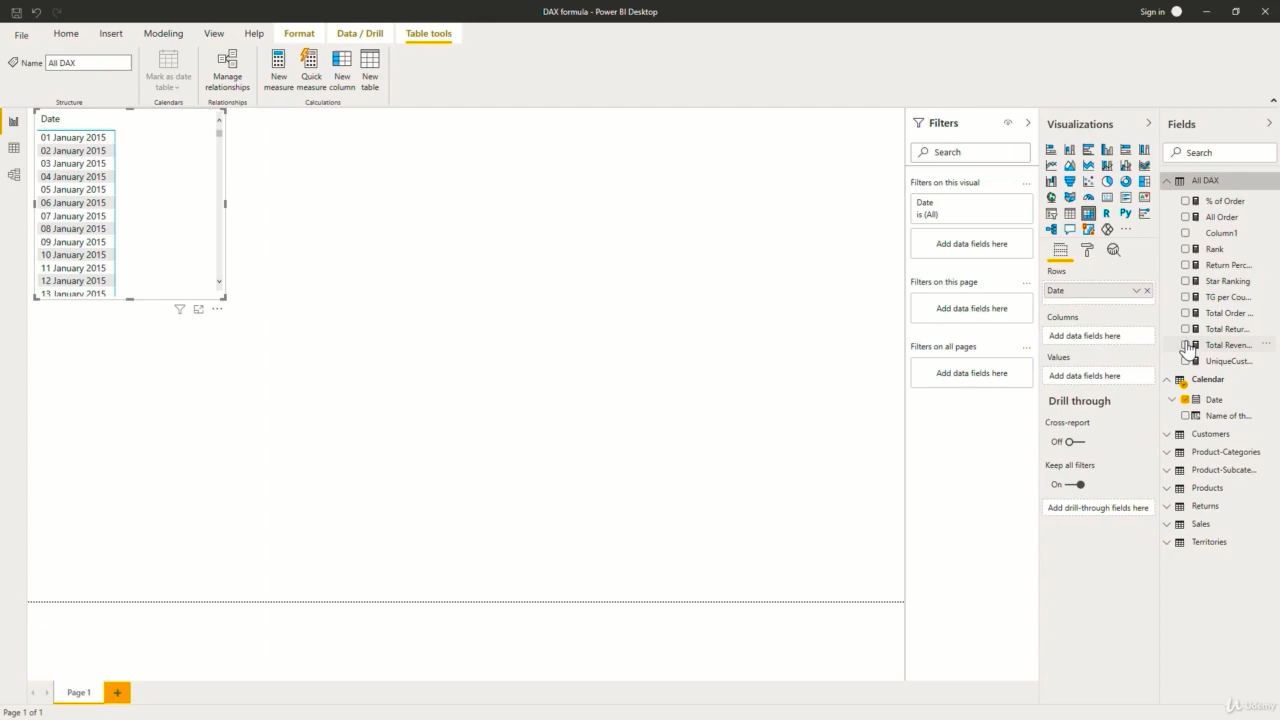 DAX formula - Power BI Desktop
Sign in
File
Home
Insert
Modeling
View
Help
Format
Data / Drill
Table tools
Name
All DAX
Mark as date
table
Manage
relationships
New
measure
Quick
measure
New
column
New
table
Structure
Calendars
Relationships
Calculations
Date
01 January 2015
02 January 2015
03 January 2015
04 January 2015
05 January 2015
06 January 2015
07 January 2015
08 January 2015
09 January 2015
10 January 2015
11 January 2015
12 January 2015
13 January 2015
Filters
Search
Filters on this visual
...
Date
is (All)
Add data fields here
Filters on this page
...
Add data fields here
Filters on all pages
...
Add data fields here
Visualizations
R
Py
...
Rows
Date
Columns
Add data fields here
Values
Add data fields here
Drill through
Cross-report
Off
Keep all filters
On
Add drill-through fields here
Fields
Search
All DAX
% of Order
All Order
Column1
Rank
Return Perc...
Star Ranking
TG per Cou...
Total Order ...
Total Retur...
Total Reven...
UniqueCust...
Calendar
Date
Name of th...
Customers
Product-Categories
Product-Subcate...
Products
Returns
Sales
Territories
Page 1
Page 1 of 1
Udemy